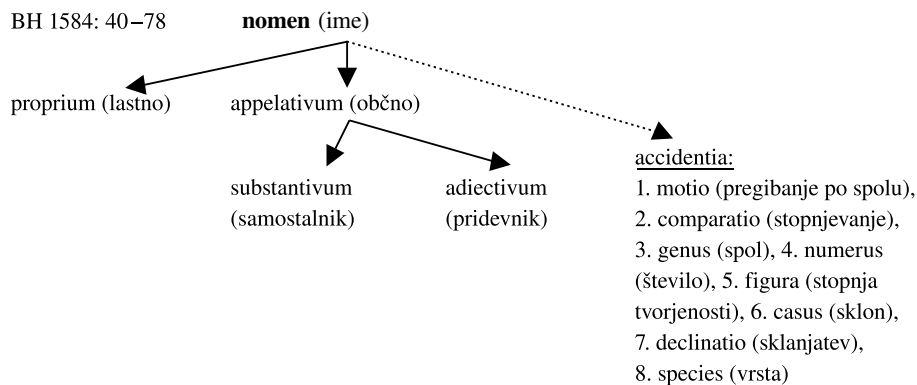 BH 1584: 40–78
nomen (ime)
proprium (lastno)
appelativum (občno)
substantivum
(samostalnik)
adiectivum
(pridevnik)
accidentia:
1. motio (pregibanje po spolu),
2. comparatio (stopnjevanje),
3. genus (spol), 4. numerus
(število), 5. figura (stopnja
tvorjenosti), 6. casus (sklon),
7. declinatio (sklanjatev),
8. species (vrsta)